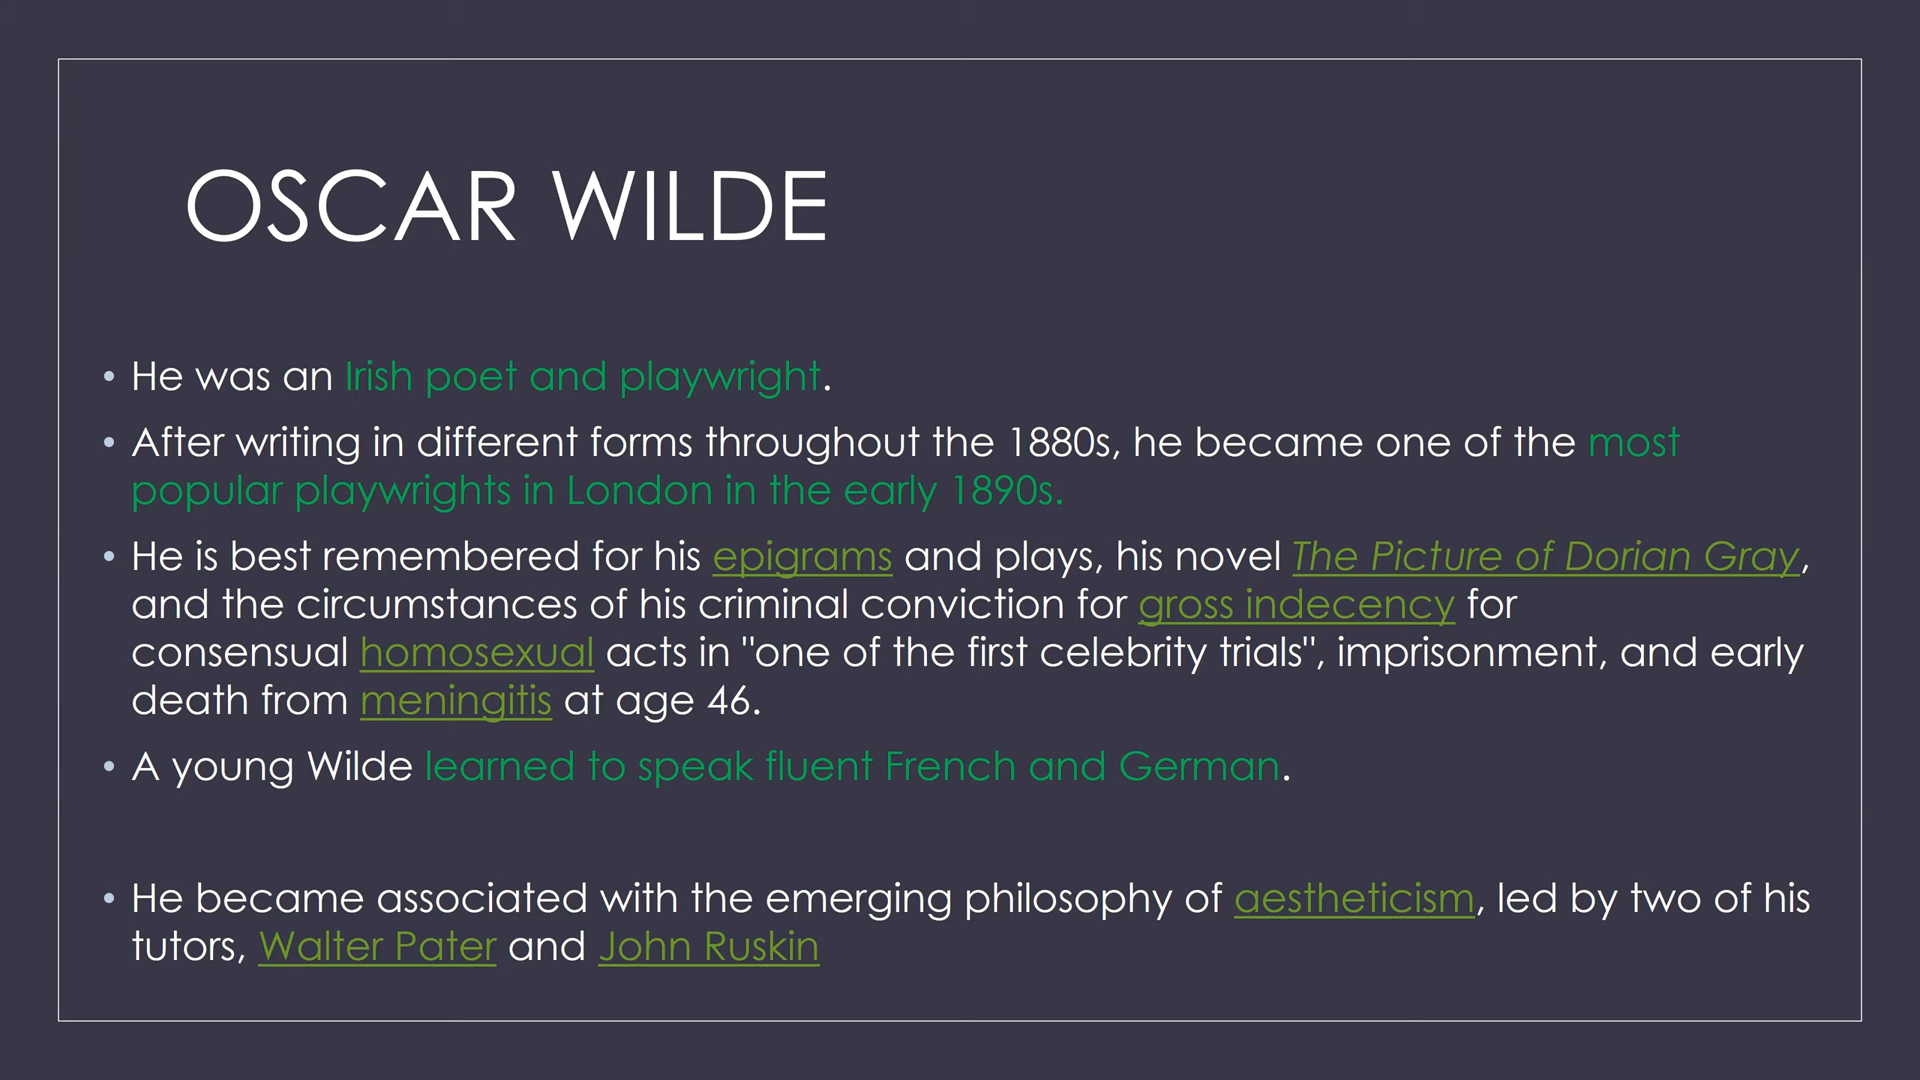 OSCAR WILDE
• He was an Irish poet and playwright.
• After writing in different forms throughout the 1880s, he became one of the most
popular playwrights in London in the early 1890s.
• He is best remembered for his epigrams and plays, his novel The Picture of Dorian Gray,
and the circumstances of his criminal conviction for gross indecency for
consensual homosexual acts in "one of the first celebrity trials", imprisonment, and early
death from meningitis at age 46.
• A young Wilde learned to speak fluent French and German.
• He became associated with the emerging philosophy of aestheticism, led by two of his
tutors, Walter Pater and John Ruskin